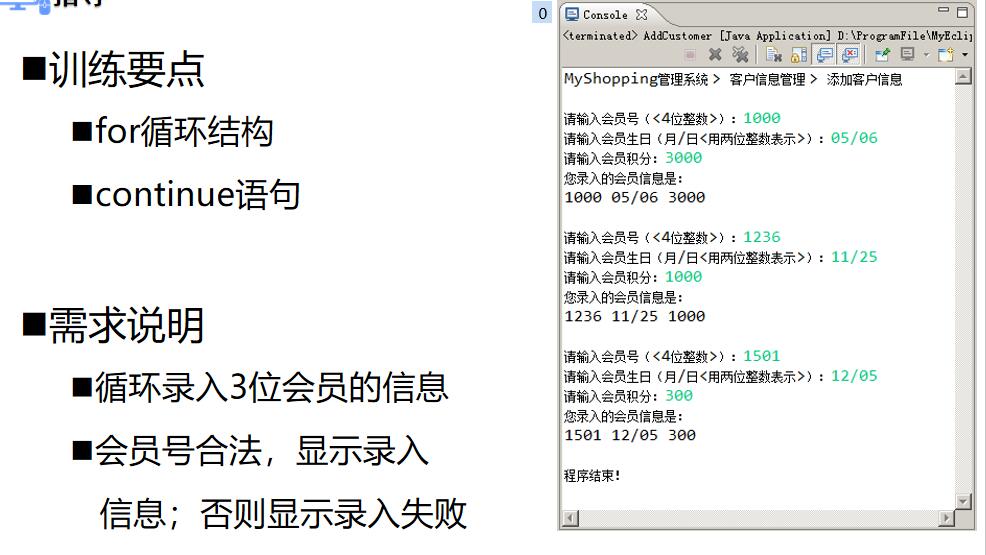 训练要点
for循环结构
continue语句
需求说明
循环录入3位会员的信息
会员号合法，显示录入
信息；否则显示录入失败
0
Console
<terminated> AddCustomer [Java Application] D:\ProgramFile\MyEclip
MyShopping管理系统 > 客户信息管理 > 添加客户信息
请输入会员号（<4位整数>）：1000
请输入会员生日（月/日<用两位整数表示>）：05/06
请输入会员积分：3000
您录入的会员信息是：
1000 05/06 3000
请输入会员号（<4位整数>）：1236
请输入会员生日（月/日<用两位整数表示>）：11/25
请输入会员积分：1000
您录入的会员信息是：
1236 11/25 1000
请输入会员号（<4位整数>）：1501
请输入会员生日（月/日<用两位整数表示>）：12/05
请输入会员积分：300
您录入的会员信息是：
1501 12/05 300
程序结束!